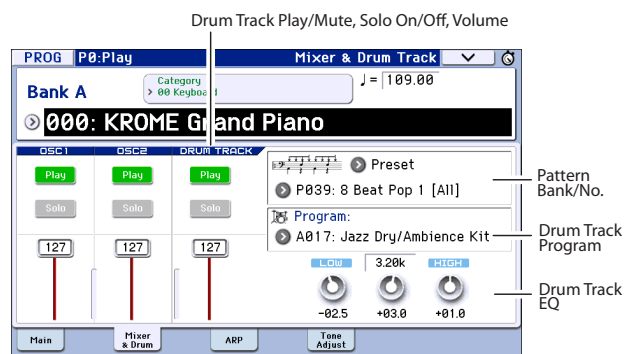 Drum Track Play/Mute, Solo On/Off, Volume
PROG P0:Play Mixer & Drum Track
Bank A
Category
00 Keyboard
♩= 109.00
000: KROME Grand Piano
OSC1 OSC2 DRUM TRACK
Play Play Play
Solo Solo Solo
127 127 127
Preset
P039: 8 Beat Pop 1 [All]
Program:
A017: Jazz Dry/Ambience Kit
LOW 3.20k HIGH
-02.5 +03.0 +01.0
Main
Mixer
& Drum
ARP
Tone
Adjust
Pattern
Bank/No.
Drum Track
Program
Drum Track
EQ